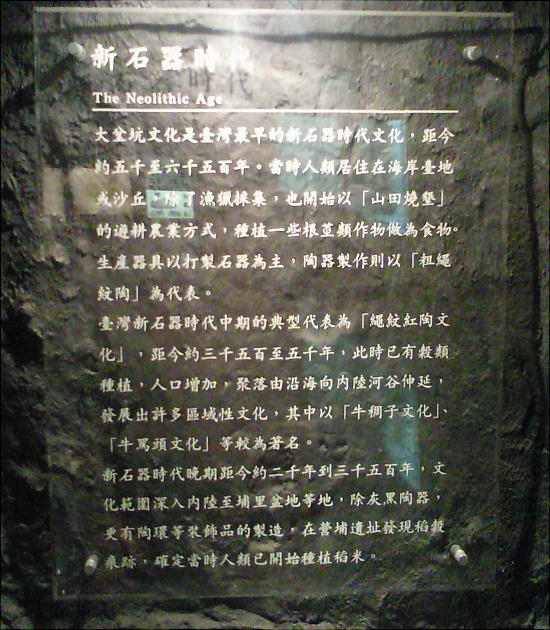 新石器時代
The Neolithic Age
大坌坑文化是臺灣最早的新石器時代文化，距今
約五千至六千五百年。當時人類居住在海岸臺地
或沙丘，除了漁獵採集，也開始以「山田燒墾」
的遊耕農業方式，種植一些根莖類作物做為食物。
生產器具以打製石器為主，陶器製作則以「粗繩
紋陶」為代表。
臺灣新石器時代中期的典型代表為「繩紋紅陶文
化」，距今約三千五百至五千年，此時已有穀類
種植，人口增加，聚落由沿海向內陸河谷伸延，
發展出許多區域性文化，其中以「牛稠子文化」、
「牛罵頭文化」等較為著名。
新石器時代晚期距今約二千年到三千五百年，文
化範圍深入內陸至埔里盆地等地，除灰黑陶器，
更有陶環等裝飾品的製造，在營埔遺址發現稻穀
痕跡，確定當時人類已開始種植稻米。